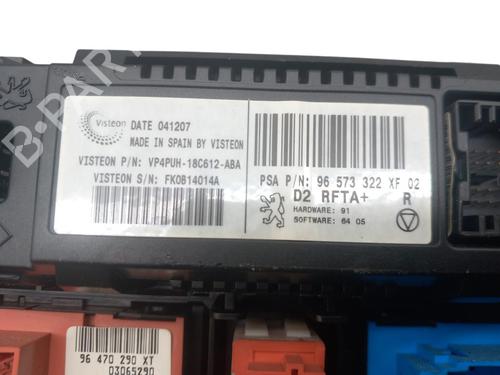 Visteon
DATE 041207
MADE IN SPAIN BY VISTEON
VISTEON P/N: VP4PUH-18C612-ABA
VISTEON S/N: FK0B14014A
PSA P/N: 96 573 322 XF 02
D2 RFTA+ R
HARDWARE: 91
SOFTWARE: 64 05
96 470 290 XT
03065290
B-PARTS